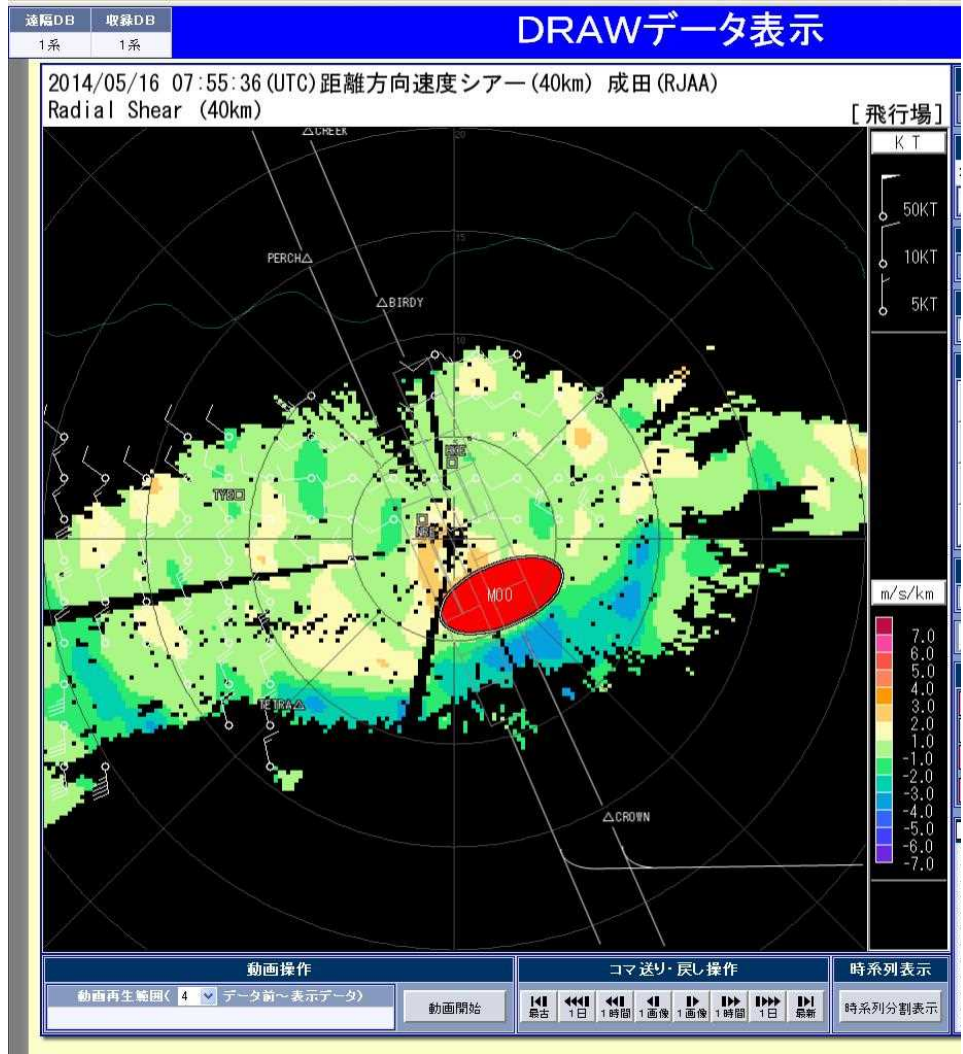 遠隔DB 収録DB
1系 1系
DRAWデータ表示
2014/05/16 07:55:36(UTC)距離方向速度シアー(40km) 成田(RJAA)
Radial Shear (40km)
[飛行場]
KT
50KT
10KT
5KT
CREEK
20
PERCH
15
BIRDY
10
TETRA
M00
CROWN
m/s/km
7.0
6.0
5.0
4.0
3.0
2.0
1.0
-1.0
-2.0
-3.0
-4.0
-5.0
-6.0
-7.0
動画操作
動画再生範囲( 4 データ前～表示データ)
動画開始
コマ送り・戻し操作
最古 1日 1時間 1画像 1画像 1時間 1日 最新
時系列表示
時系列分割表示